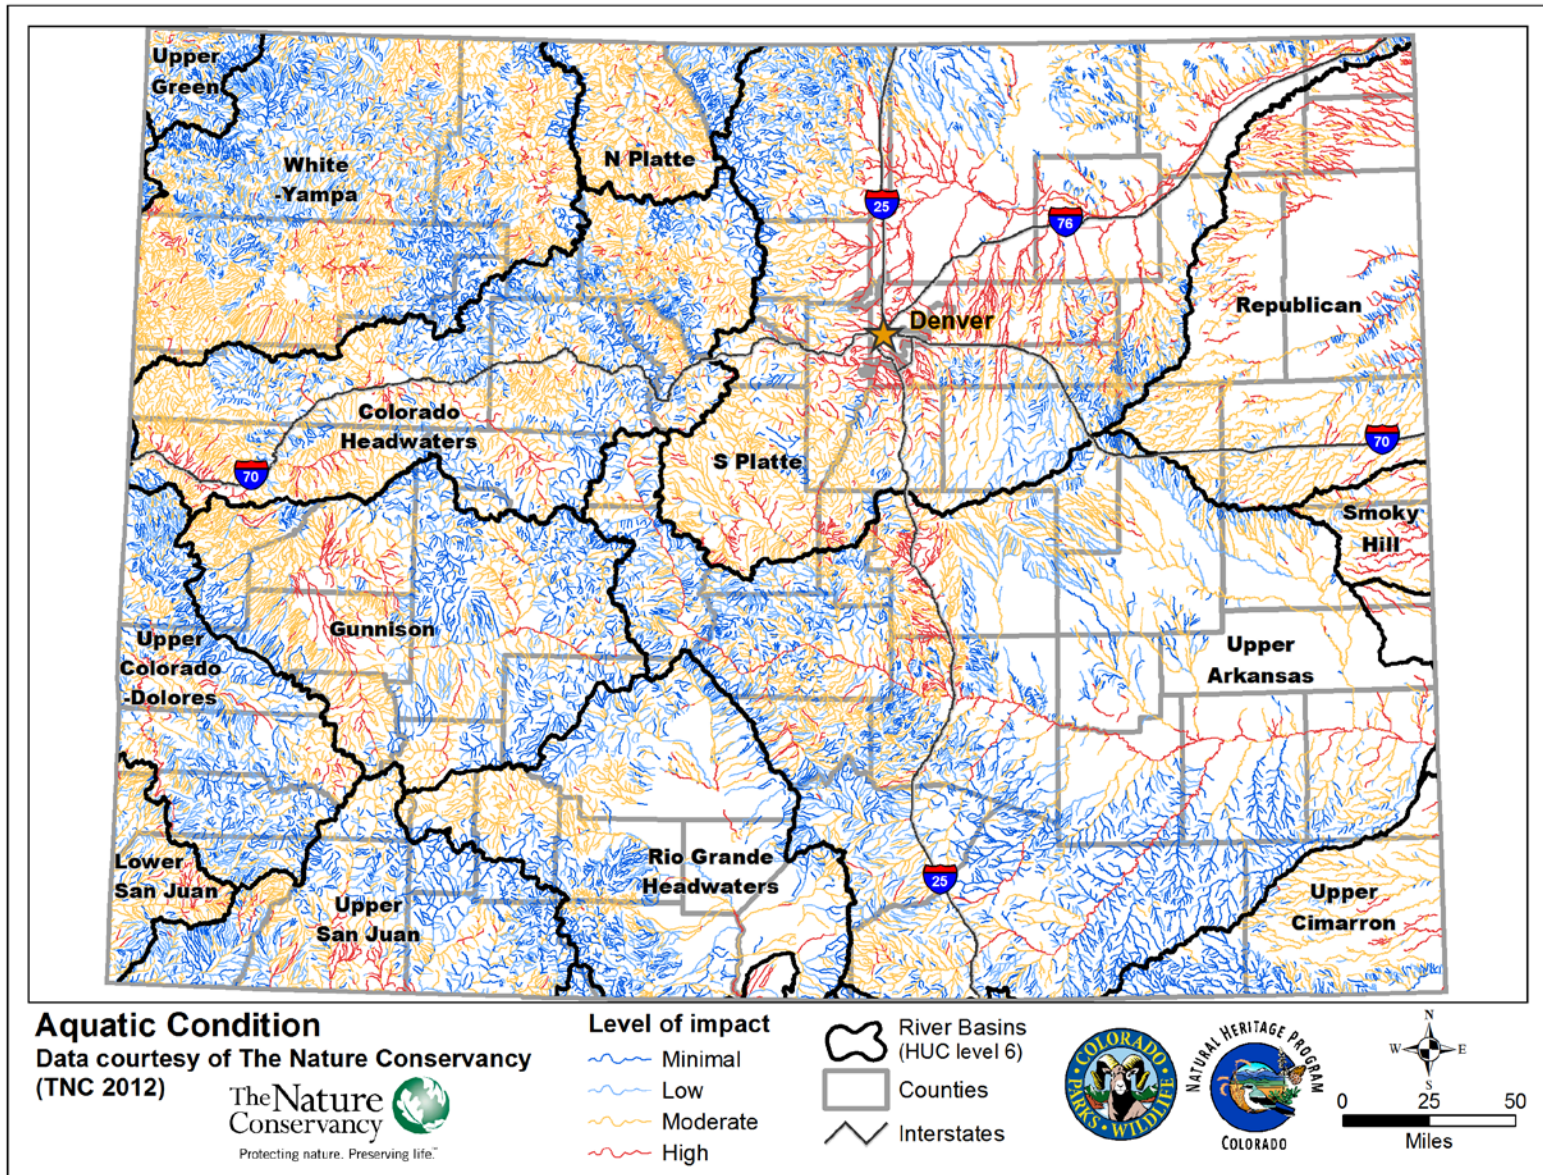 Upper
Green
White
-Yampa
N Platte
25
76
Republican
Denver
Colorado
Headwaters
70
S Platte
70
Smoky
Hill
Gunnison
Upper
Colorado
-Dolores
Upper
Arkansas
Lower
San Juan
Upper
San Juan
Rio Grande
Headwaters
25
Upper
Cimarron
Aquatic Condition
Data courtesy of The Nature Conservancy
(TNC 2012)
The Nature
Conservancy
Protecting nature. Preserving life.™
Level of impact
Minimal
Low
Moderate
High
River Basins
(HUC level 6)
Counties
Interstates
COLORADO
PARKS • WILDLIFE
NATURAL HERITAGE PROGRAM
COLORADO
N
W E
S
0 25 50
Miles